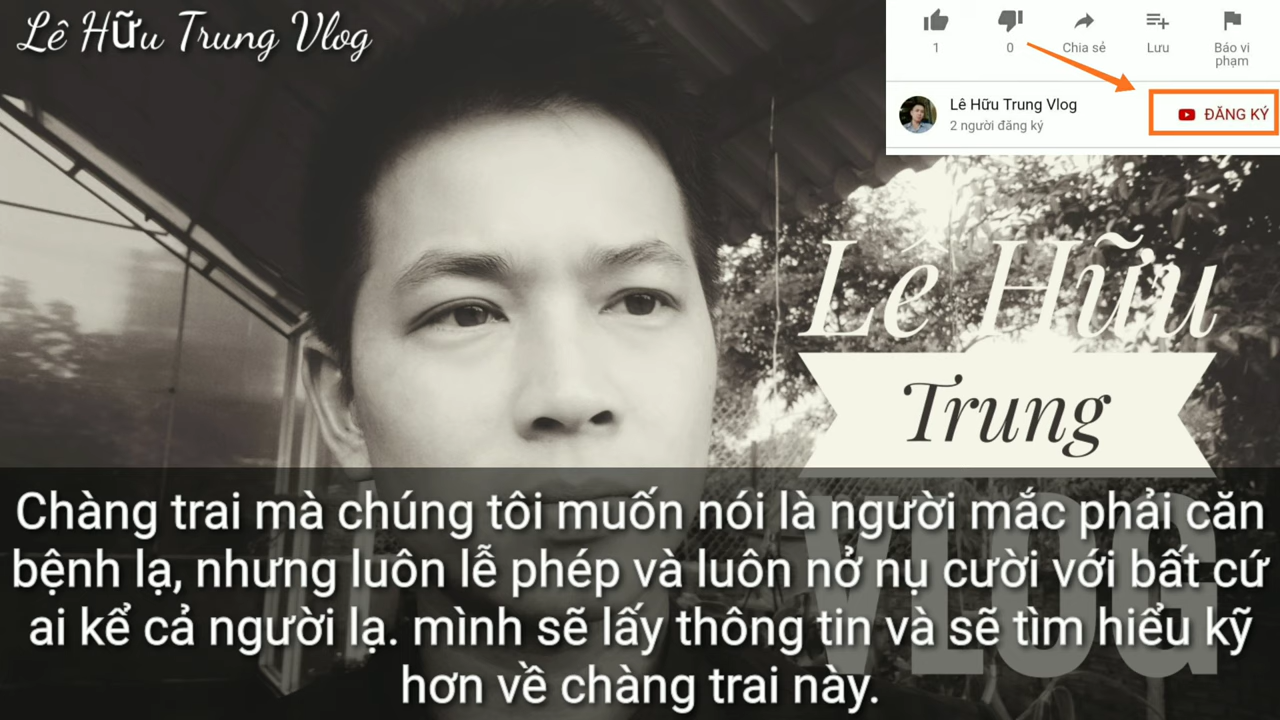 Lê Hữu Trung Vlog
1
0
Chia sẻ
Lưu
Báo vi
phạm
Lê Hữu Trung Vlog
2 người đăng ký
ĐĂNG KÝ
Lê Hữu
Trung
VLOG
Chàng trai mà chúng tôi muốn nói là người mắc phải căn
bệnh lạ, nhưng luôn lễ phép và luôn nở nụ cười với bất cứ
ai kể cả người lạ. mình sẽ lấy thông tin và sẽ tìm hiểu kỹ
hơn về chàng trai này.